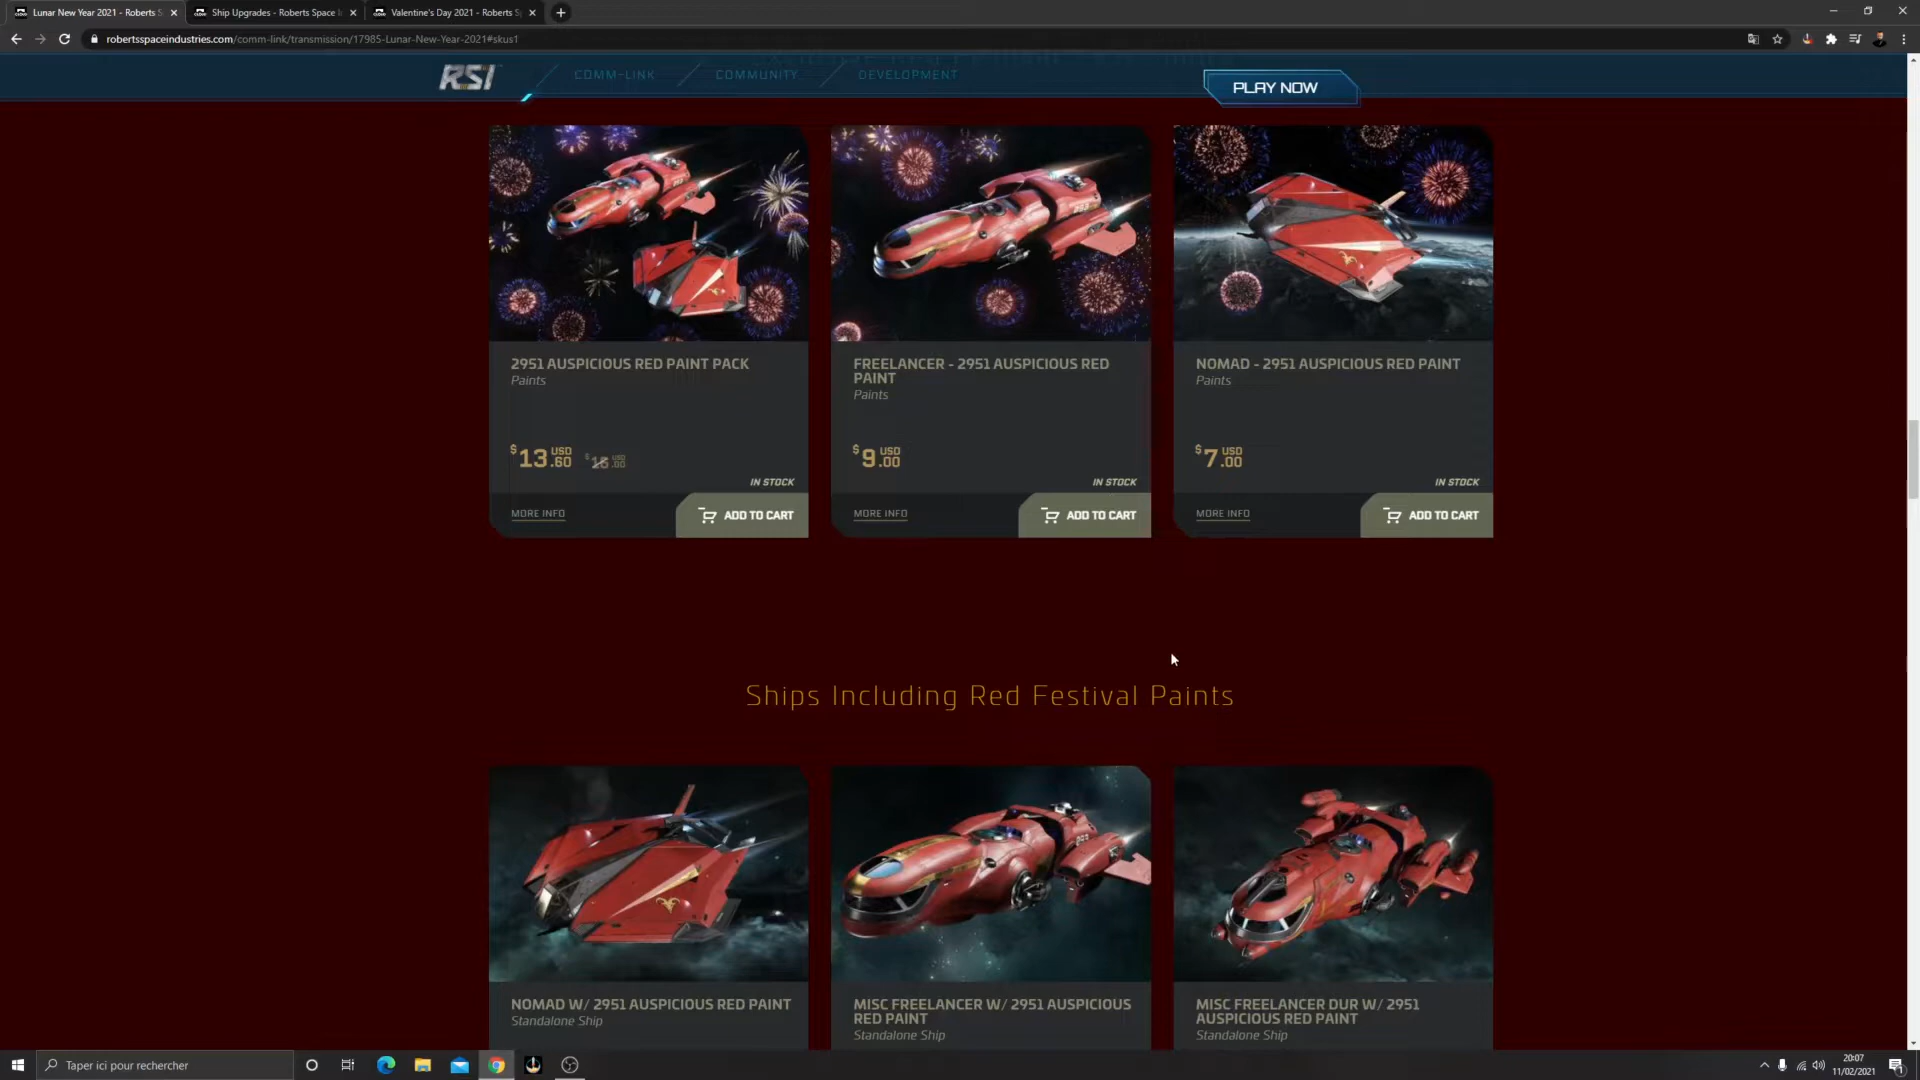 Lunar New Year 2021 - Roberts S
Ship Upgrades - Roberts Space I
Valentine's Day 2021 - Roberts S
robertsspaceindustries.com/comm-link/transmission/17985-Lunar-New-Year-2021#skus1
RSI
COMM-LINK
COMMUNITY
DEVELOPMENT
PLAY NOW
2951 AUSPICIOUS RED PAINT PACK
Paints
$13.60 USD
IN STOCK
MORE INFO
ADD TO CART
FREELANCER - 2951 AUSPICIOUS RED
PAINT
Paints
$9.00 USD
IN STOCK
MORE INFO
ADD TO CART
NOMAD - 2951 AUSPICIOUS RED PAINT
Paints
$7.00 USD
IN STOCK
MORE INFO
ADD TO CART
Ships Including Red Festival Paints
NOMAD W/ 2951 AUSPICIOUS RED PAINT
Standalone Ship
MISC FREELANCER W/ 2951 AUSPICIOUS
RED PAINT
Standalone Ship
MISC FREELANCER DUR W/ 2951
AUSPICIOUS RED PAINT
Standalone Ship
Taper ici pour rechercher
20:07
11/02/2021